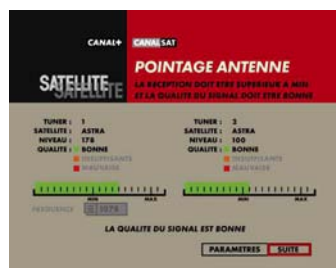 CANAL+ CANALSAT
SATELLITE
POINTAGE ANTENNE
LA RECEPTION DOIT ETRE SUPERIEUR A MIN
ET LA QUALITE DU SIGNAL DOIT ETRE BONNE
TUNER : 1
SATELLITE : ASTRA
NIVEAU : 178
QUALITE : BONNE
INSUFFISANTE
MAUVAISE
MIN MAX
TUNER : 2
SATELLITE : ASTRA
NIVEAU : 100
QUALITE : BONNE
INSUFFISANTE
MAUVAISE
MIN MAX
FREQUENCE
LA QUALITE DU SIGNAL EST BONNE
PARAMETRES SUITE